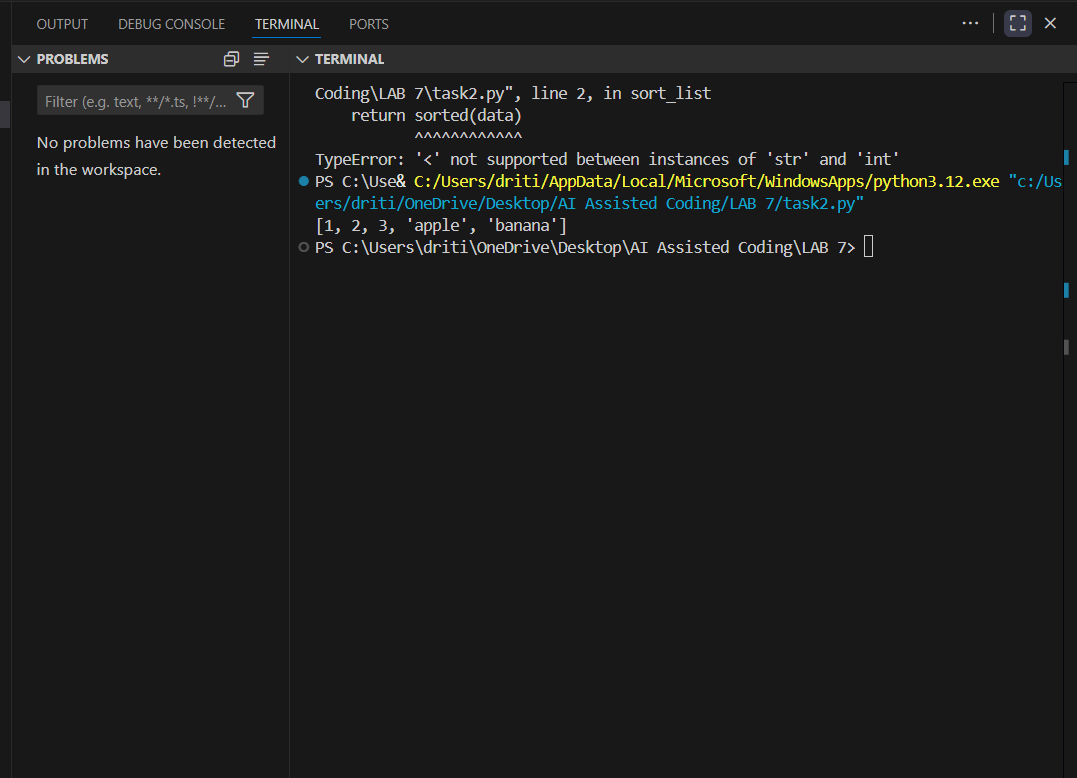 OUTPUT DEBUG CONSOLE TERMINAL PORTS
PROBLEMS
Filter (e.g. text, **/*.ts, !**/...
No problems have been detected
in the workspace.
TERMINAL
Coding\LAB 7\task2.py", line 2, in sort_list
    return sorted(data)
           ^^^^^^^^^^^^
TypeError: '<' not supported between instances of 'str' and 'int'
PS C:\Use& C:/Users/driti/AppData/Local/Microsoft/WindowsApps/python3.12.exe "c:/Us
ers/driti/OneDrive/Desktop/AI Assisted Coding/LAB 7/task2.py"
[1, 2, 3, 'apple', 'banana']
PS C:\Users\driti\OneDrive\Desktop\AI Assisted Coding\LAB 7>